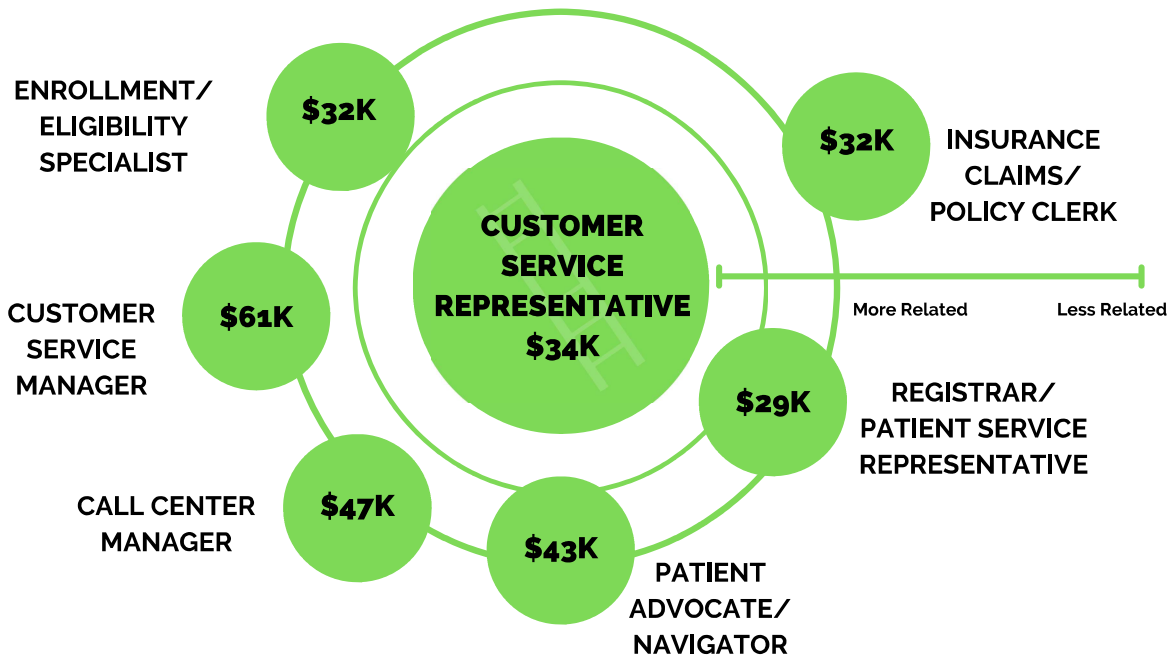 ENROLLMENT/
ELIGIBILITY
SPECIALIST
$32K
$32K
INSURANCE
CLAIMS/
POLICY CLERK
CUSTOMER
SERVICE
REPRESENTATIVE
$34K
More Related
Less Related
CUSTOMER
SERVICE
MANAGER
$61K
$29K
REGISTRAR/
PATIENT SERVICE
REPRESENTATIVE
CALL CENTER
MANAGER
$47K
$43K
PATIENT
ADVOCATE/
NAVIGATOR